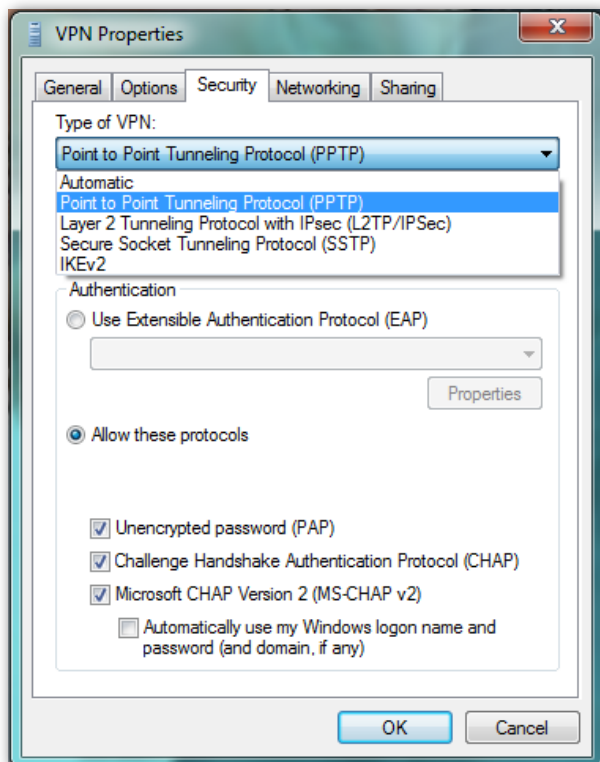 VPN Properties
General Options Security Networking Sharing
Type of VPN:
Point to Point Tunneling Protocol (PPTP)
Automatic
Point to Point Tunneling Protocol (PPTP)
Layer 2 Tunneling Protocol with IPsec (L2TP/IPSec)
Secure Socket Tunneling Protocol (SSTP)
IKEv2
Authentication
Use Extensible Authentication Protocol (EAP)
Properties
Allow these protocols
Unencrypted password (PAP)
Challenge Handshake Authentication Protocol (CHAP)
Microsoft CHAP Version 2 (MS-CHAP v2)
Automatically use my Windows logon name and
password (and domain, if any)
OK Cancel